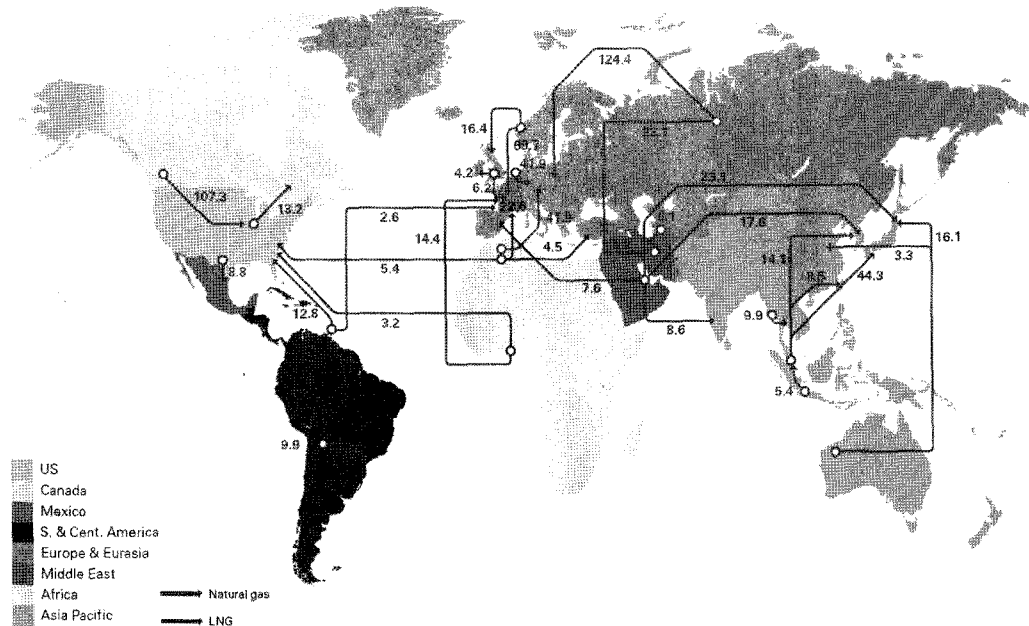 124.4
16.4
4.2
6.2
107.3
13.2
23.1
2.6
17.6
16.1
14.4
4.5
3.3
5.4
44.3
8.8
7.6
12.8
3.2
9.9
8.6
5.4
9.9
US
Canada
Mexico
S. & Cent. America
Europe & Eurasia
Middle East
Africa
Natural gas
Asia Pacific
LNG